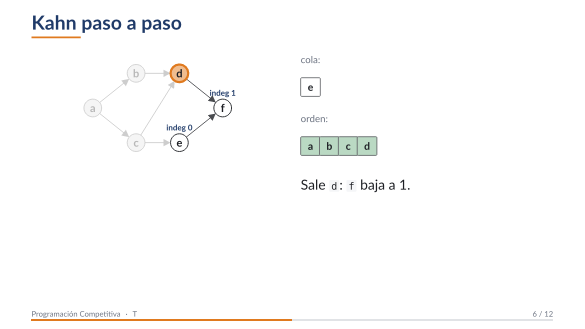 Kahn paso a paso
cola:
b
d
indeg 1
e
a
f
orden:
indeg 0
c
e
a b c d
Sale d: f baja a 1.
Programación Competitiva · T
6 / 12